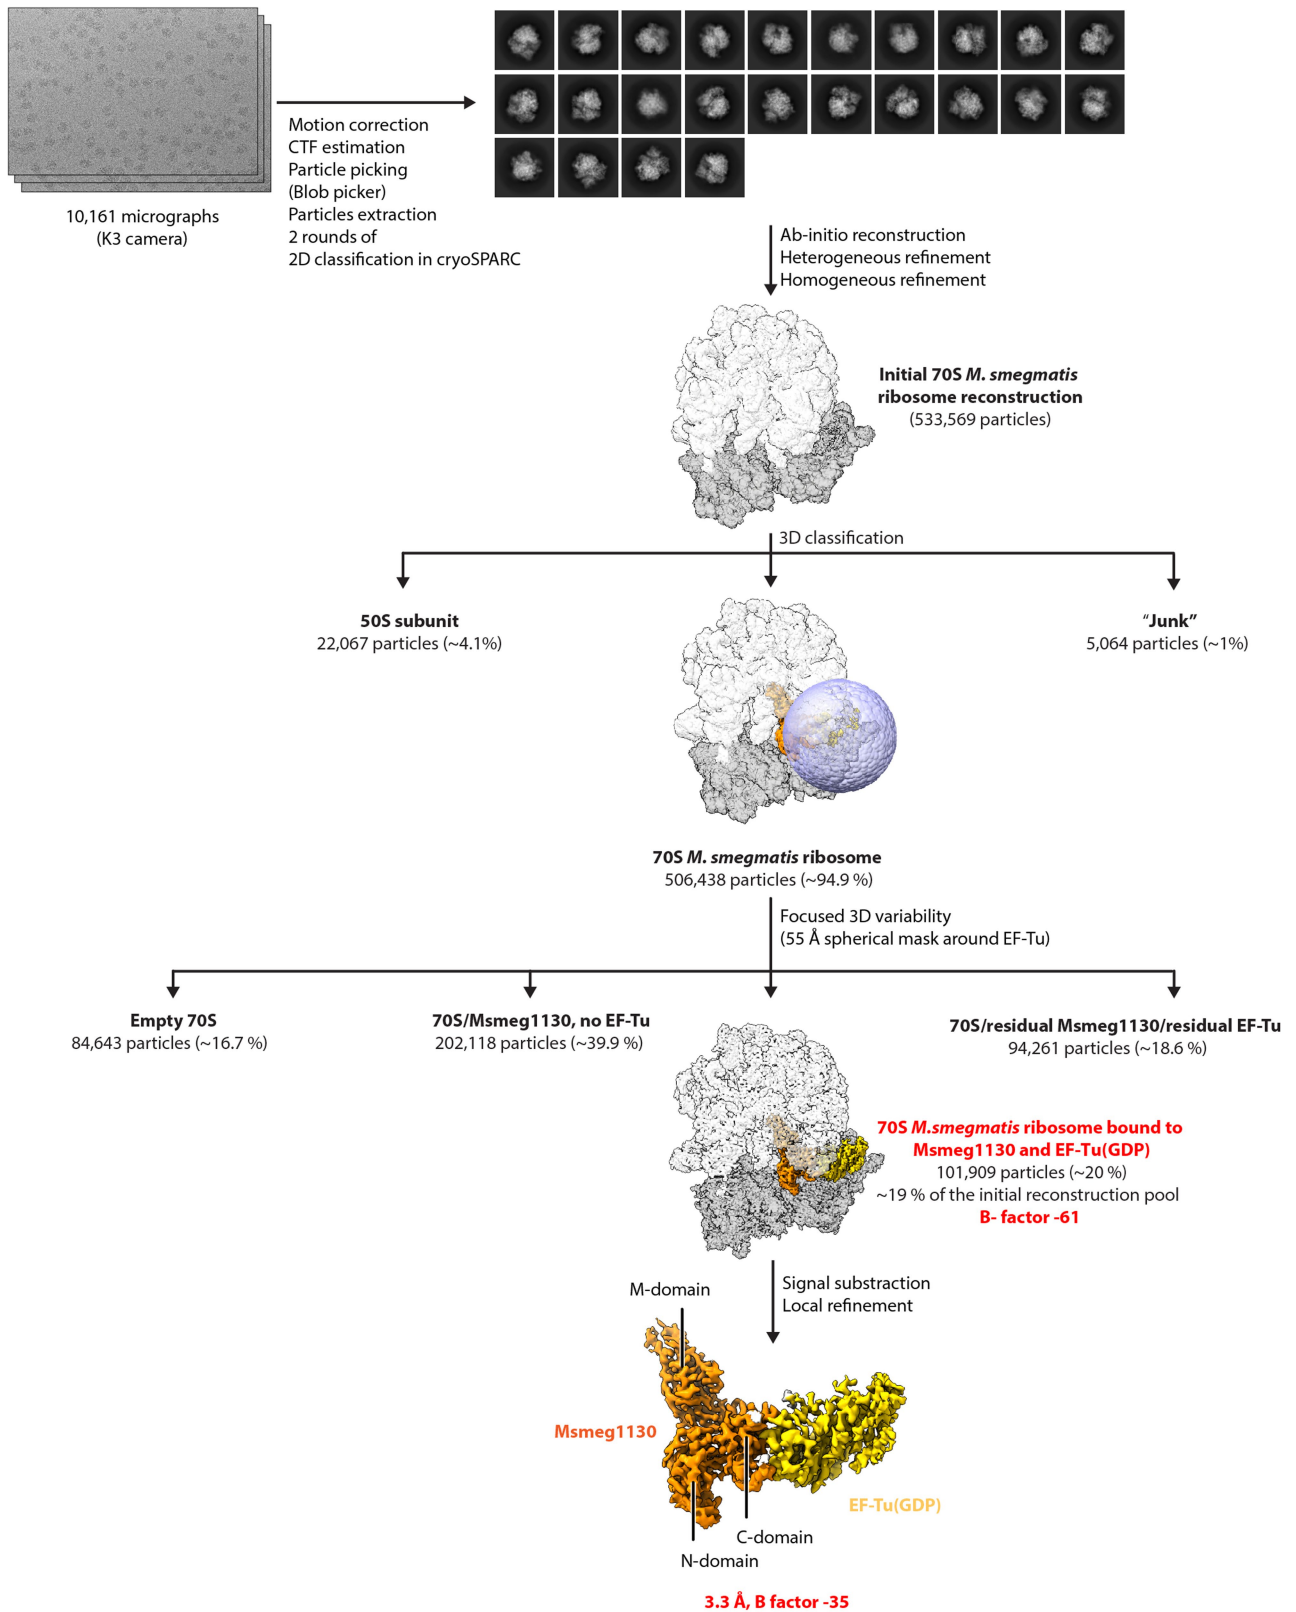 Motion correction
CTF estimation
Particle picking
(Blob picker)
Particles extraction
2 rounds of
2D classification in cryoSPARC
10,161 micrographs
(K3 camera)
Ab-initio reconstruction
Heterogeneous refinement
Homogeneous refinement
Initial 70S M. smegmatis
ribosome reconstruction
(533,569 particles)
3D classification
50S subunit
22,067 particles (~4.1%)
“Junk”
5,064 particles (~1%)
70S M. smegmatis ribosome
506,438 particles (~94.9 %)
Focused 3D variability
(55 Å spherical mask around EF-Tu)
Empty 70S
84,643 particles (~16.7 %)
70S/Msmeg1130, no EF-Tu
202,118 particles (~39.9 %)
70S/residual Msmeg1130/residual EF-Tu
94,261 particles (~18.6 %)
70S M.smegmatis ribosome bound to
Msmeg1130 and EF-Tu(GDP)
101,909 particles (~20 %)
~19 % of the initial reconstruction pool
B- factor -61
Signal substraction
Local refinement
M-domain
Msmeg1130
EF-Tu(GDP)
C-domain
N-domain
3.3 Å, B factor -35